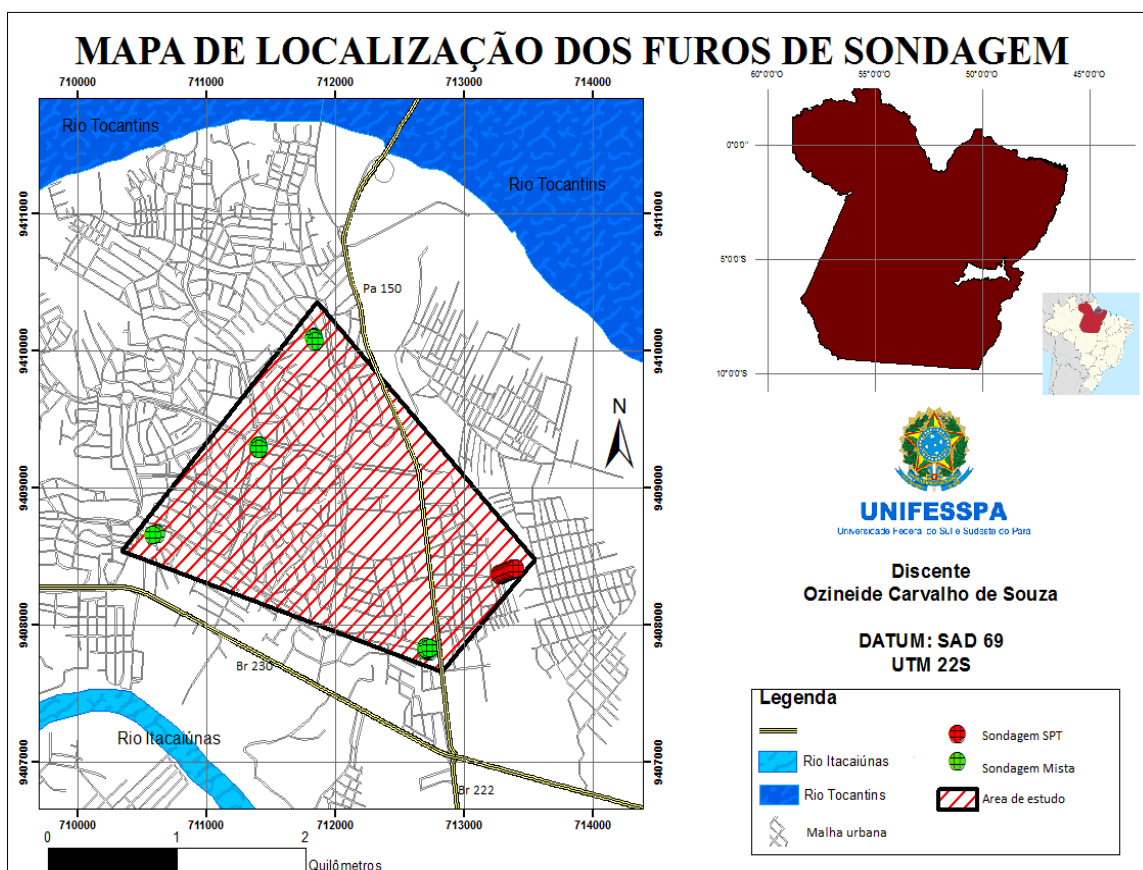 MAPA DE LOCALIZAÇÃO DOS FUROS DE SONDAGEM
710000 711000 712000 713000 714000
9411000
9410000
9409000
9408000
9407000
Rio Tocantins
Rio Tocantins
Pa 150
N
Br 230
Rio Itacaiúnas
Br 222
9411000
9410000
9409000
9408000
9407000
710000 711000 712000 713000 714000
0 1 2
Quilômetros
60°0'0"O 55°0'0"O 50°0'0"O 45°0'0"O
0°0'0"
5°0'0"S
10°0'0"S
UNIFESSPA
Universidade Federal do Sul e Sudeste do Pará
Discente
Ozineide Carvalho de Souza
DATUM: SAD 69
UTM 22S
Legenda
Rio Itacaiúnas
Rio Tocantins
Malha urbana
Sondagem SPT
Sondagem Mista
Area de estudo